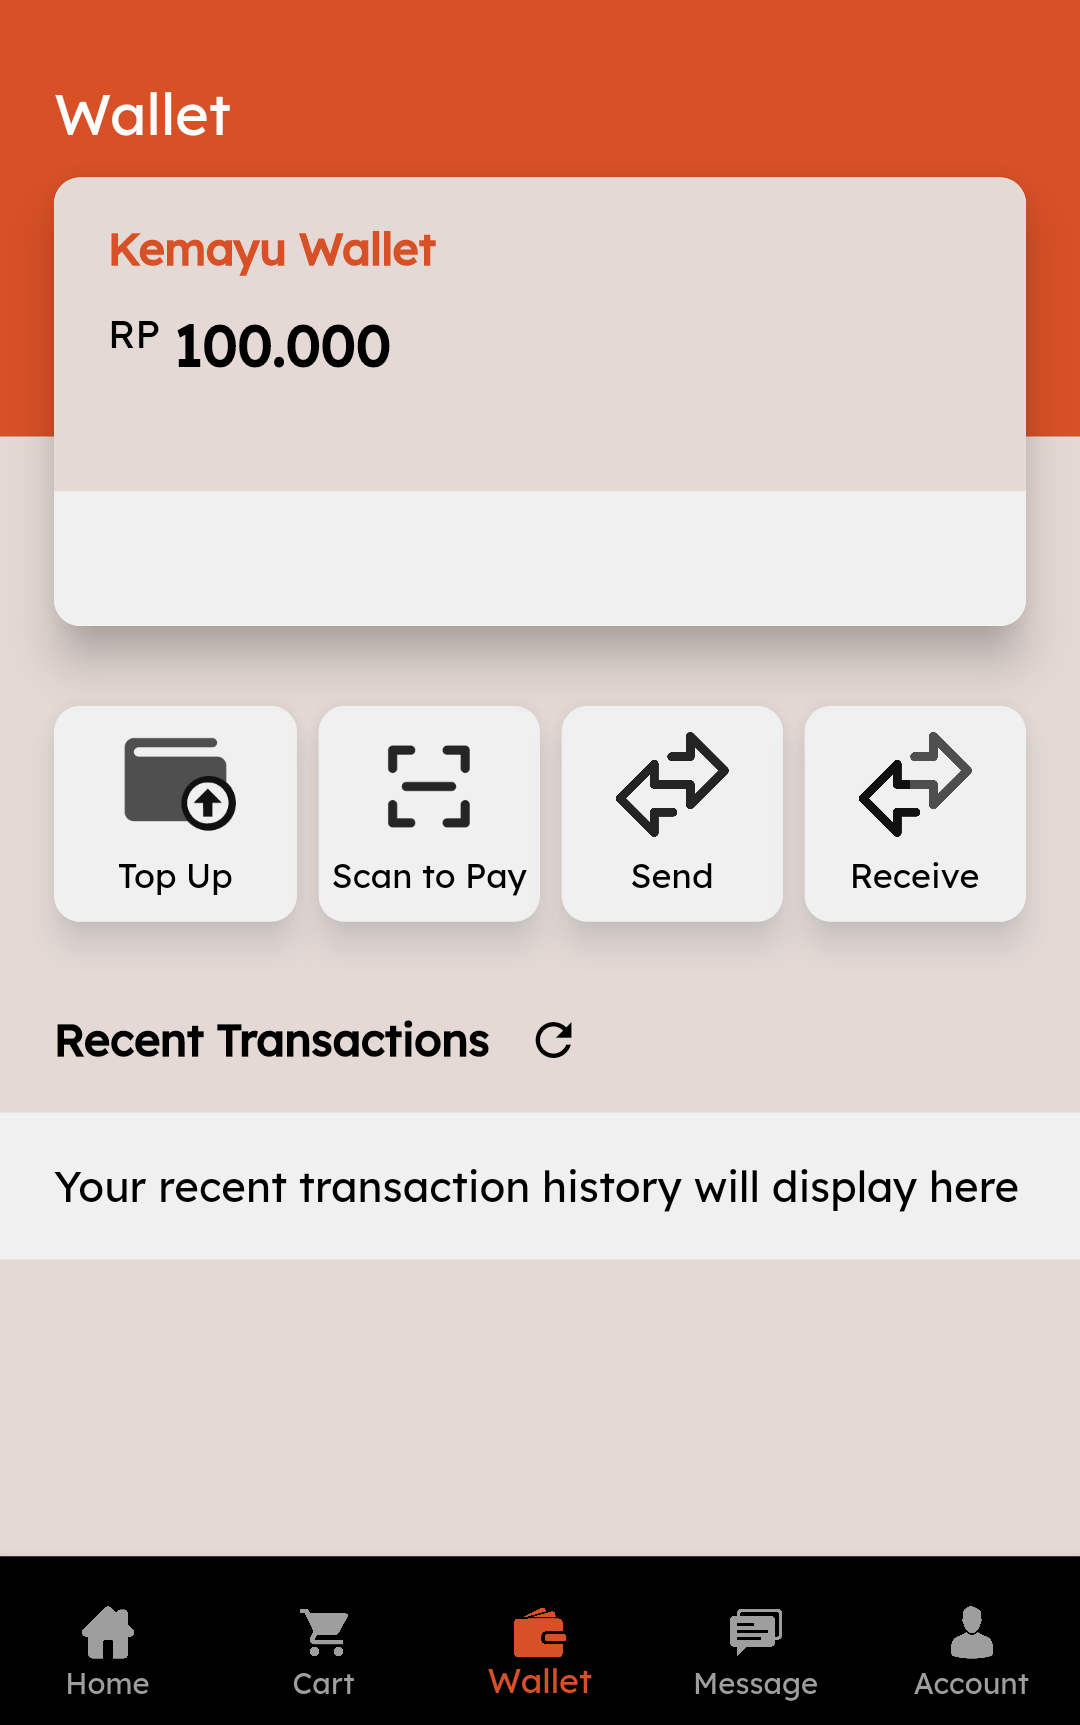 Wallet
Kemayu Wallet
RP 100.000
Top Up
Scan to Pay
Send
Receive
Recent Transactions
Your recent transaction history will display here
Home
Cart
Wallet
Message
Account